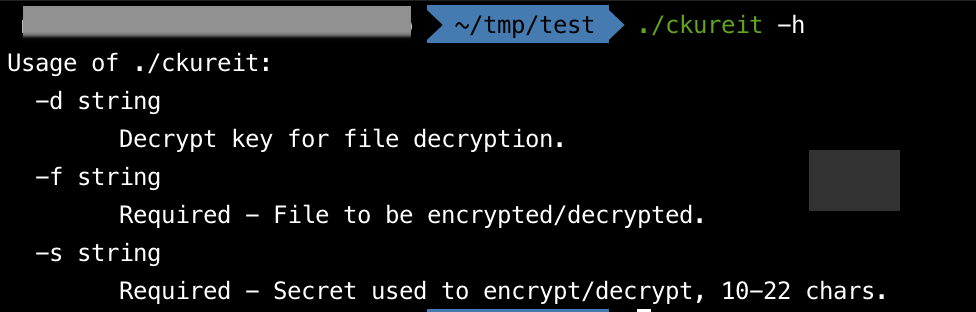 ~/tmp/test ./ckureit -h
Usage of ./ckureit:
-d string
Decrypt key for file decryption.
-f string
Required - File to be encrypted/decrypted.
-s string
Required - Secret used to encrypt/decrypt, 10-22 chars.